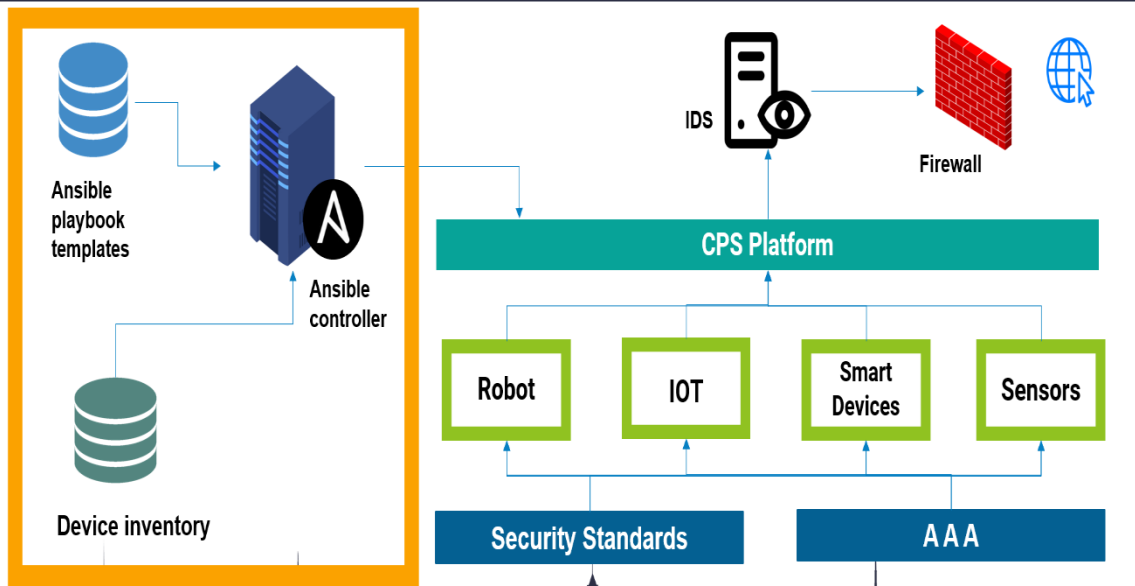 Ansible
playbook
templates
Ansible
controller
Device inventory
IDS
Firewall
CPS Platform
Robot
IOT
Smart
Devices
Sensors
Security Standards
A A A